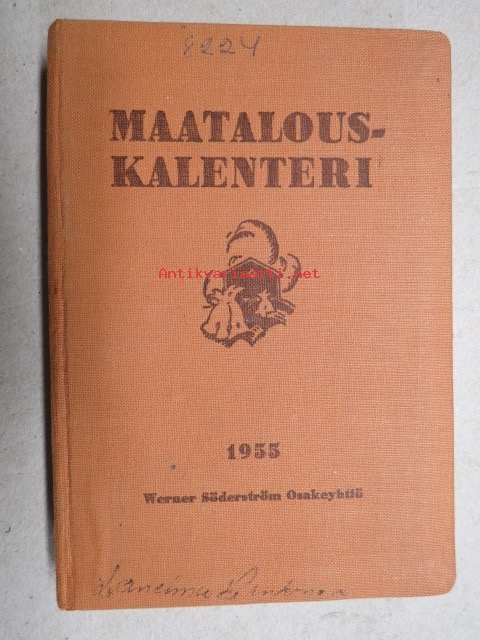 8224
MAATALOUS-
KALENTERI
Antikvariaatti.net
1955
Werner Söderström Osakeyhtiö